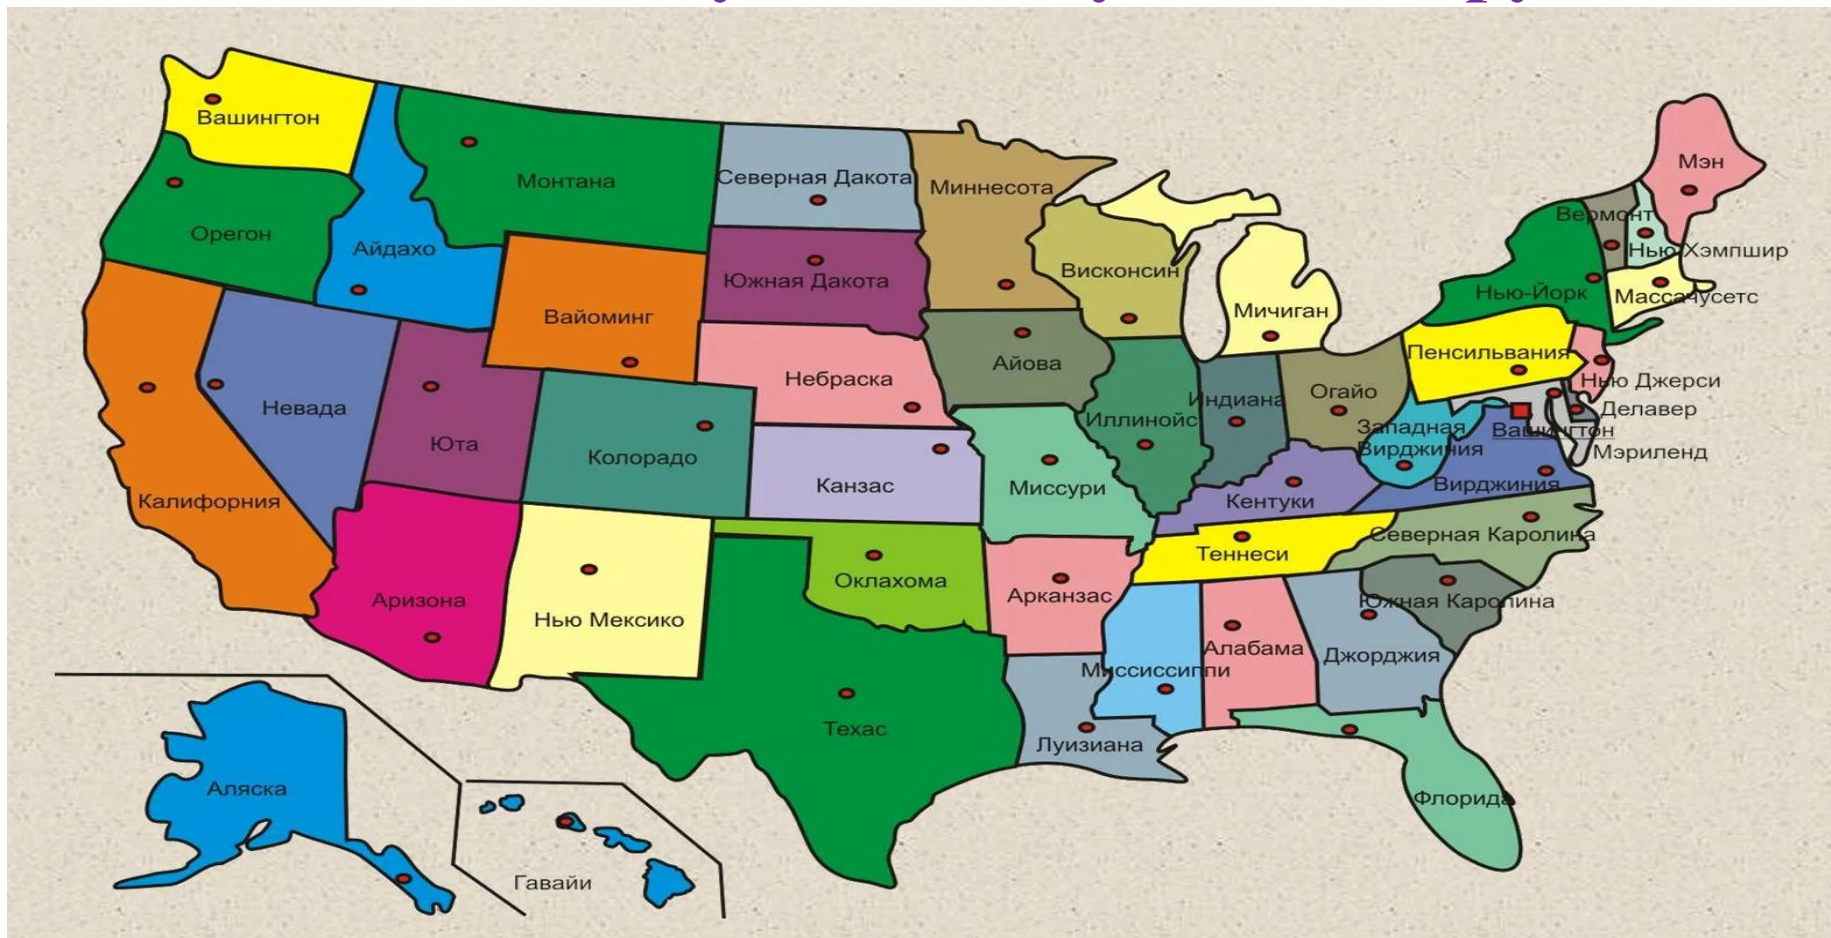 Вашингтон
Орегон
Айдахо
Монтана
Северная Дакота
Миннесота
Южная Дакота
Вайоминг
Висконсин
Мичиган
Мэн
Вермонт
Нью-Хэмпшир
Нью-Йорк
Массачусетс
Пенсильвания
Нью Джерси
Делавер
Вашингтон
Мэриленд
Небраска
Айова
Иллинойс
Индиана
Огайо
Западная
Вирджиния
Вирджиния
Калифорния
Невада
Юта
Колорадо
Канзас
Миссури
Кентуки
Теннеси
Северная Каролина
Южная Каролина
Аризона
Нью Мексико
Оклахома
Арканзас
Миссиссиппи
Алабама
Джорджия
Техас
Луизиана
Флорида
Аляска
Гавайи